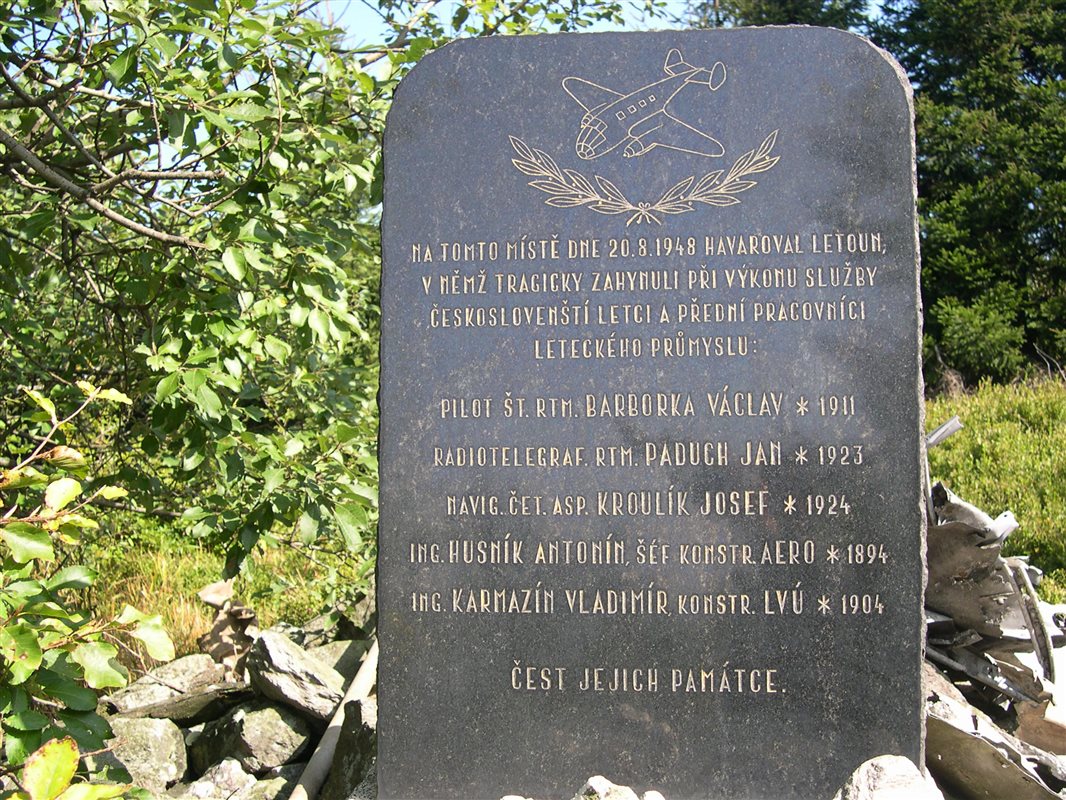 NA TOMTO MÍSTĚ DNE 20.8.1948 HAVAROVAL LETOUN,
V NĚMŽ TRAGICKY ZAHYNULI PŘI VÝKONU SLUŽBY
ČESKOSLOVENŠTÍ LETCI A PŘEDNÍ PRACOVNÍCI
LETECKÉHO PRŮMYSLU:
PILOT ŠT. RTM. BARBORKA VÁCLAV * 1911
RADIOTELEGRAF. RTM. PADUCH JAN * 1923
NAVIG. ČET. ASP. KROULÍK JOSEF * 1924
ING. HUSNÍK ANTONÍN, ŠÉF KONSTR. AERO * 1894
ING. KARMAZÍN VLADIMÍR, KONSTR. LVÚ * 1904
ČEST JEJICH PAMÁTCE.